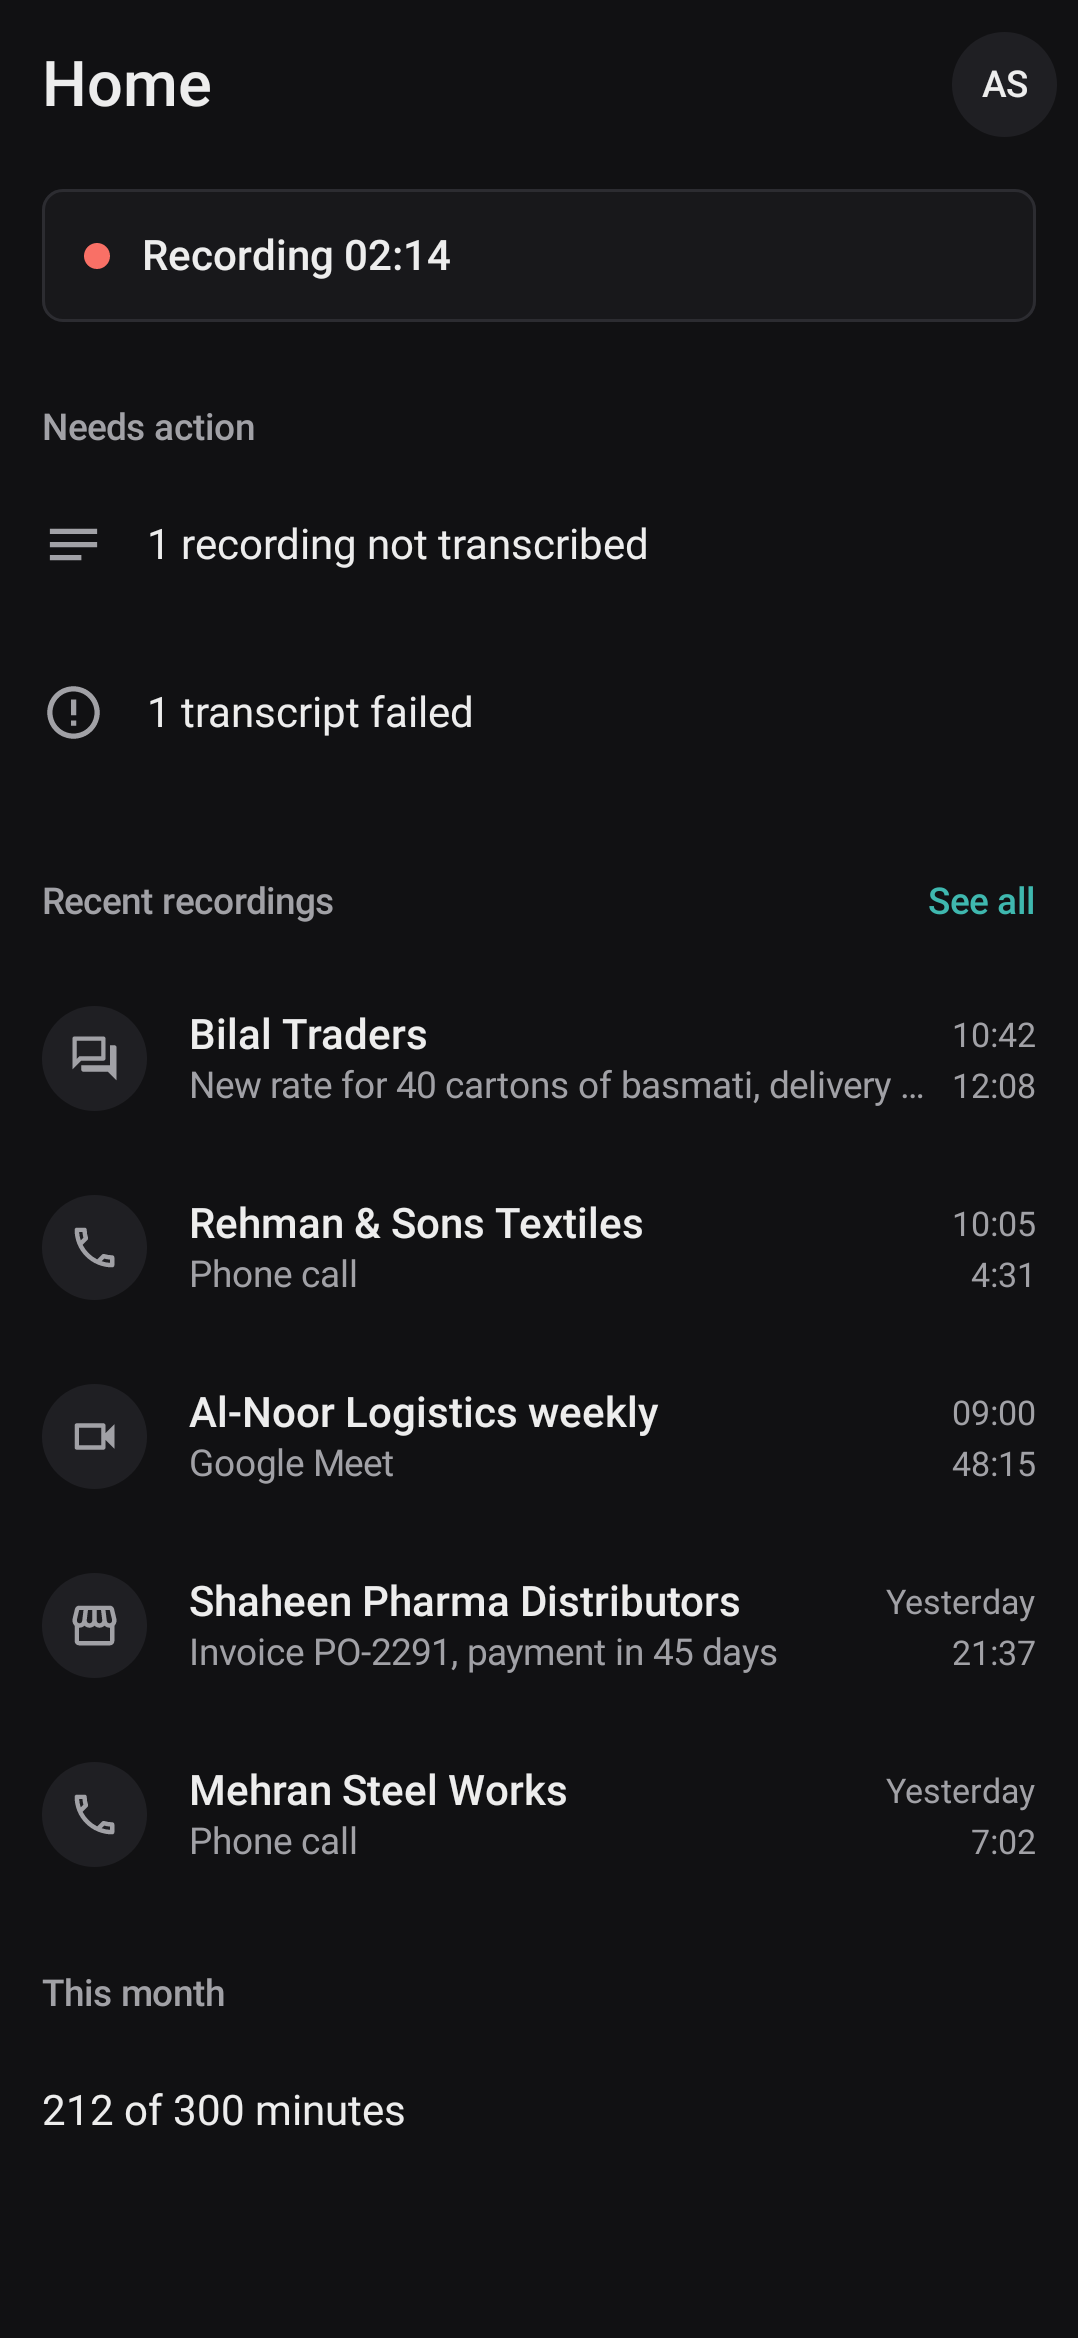 Home
AS
Recording 02:14
Needs action
1 recording not transcribed
1 transcript failed
Recent recordings
See all
Bilal Traders
10:42
New rate for 40 cartons of basmati, delivery ...
12:08
Rehman & Sons Textiles
10:05
Phone call
4:31
Al-Noor Logistics weekly
09:00
Google Meet
48:15
Shaheen Pharma Distributors
Yesterday
Invoice PO-2291, payment in 45 days
21:37
Mehran Steel Works
Yesterday
Phone call
7:02
This month
212 of 300 minutes